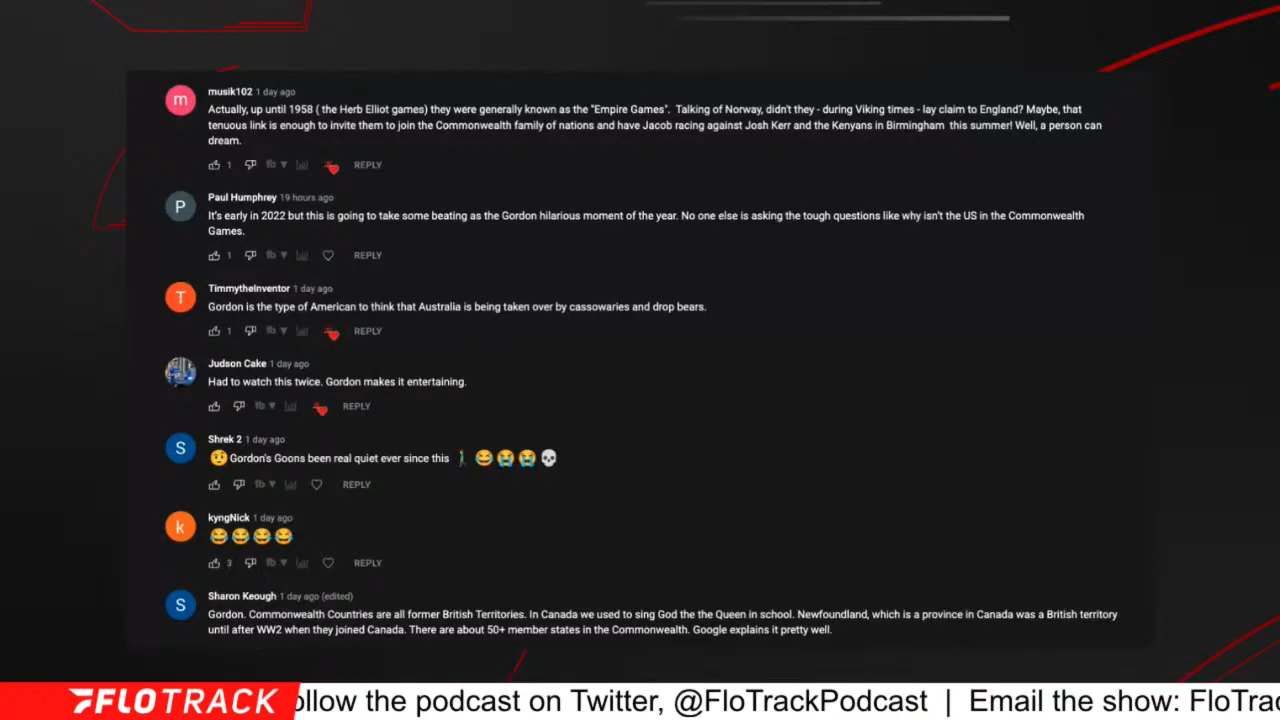 m
musik102 1 day ago
Actually, up until 1958 ( the Herb Elliot games) they were generally known as the "Empire Games". Talking of Norway, didn't they - during Viking times - lay claim to England? Maybe, that
tenuous link is enough to invite them to join the Commonwealth family of nations and have Jacob racing against Josh Kerr and the Kenyans in Birmingham this summer! Well, a person can
dream.
1 tb REPLY
P
Paul Humphrey 19 hours ago
It's early in 2022 but this is going to take some beating as the Gordon hilarious moment of the year. No one else is asking the tough questions like why isn't the US in the Commonwealth
Games.
1 tb REPLY
T
TimmytheInventor 1 day ago
Gordon is the type of American to think that Australia is being taken over by cassowaries and drop bears.
1 tb REPLY
Judson Cake 1 day ago
Had to watch this twice. Gordon makes it entertaining.
tb REPLY
S
Shrek 2 1 day ago
🤨Gordon's Goons been real quiet ever since this 🚶 😂 😭 😭 💀
tb REPLY
k
kyngNick 1 day ago
😂 😂 😂 😂
3 tb REPLY
S
Sharon Keough 1 day ago (edited)
Gordon. Commonwealth Countries are all former British Territories. In Canada we used to sing God the the Queen in school. Newfoundland, which is a province in Canada was a British territory
until after WW2 when they joined Canada. There are about 50+ member states in the Commonwealth. Google explains it pretty well.
FLOTRACK ollow the podcast on Twitter, @FloTrackPodcast | Email the show: FloTrac